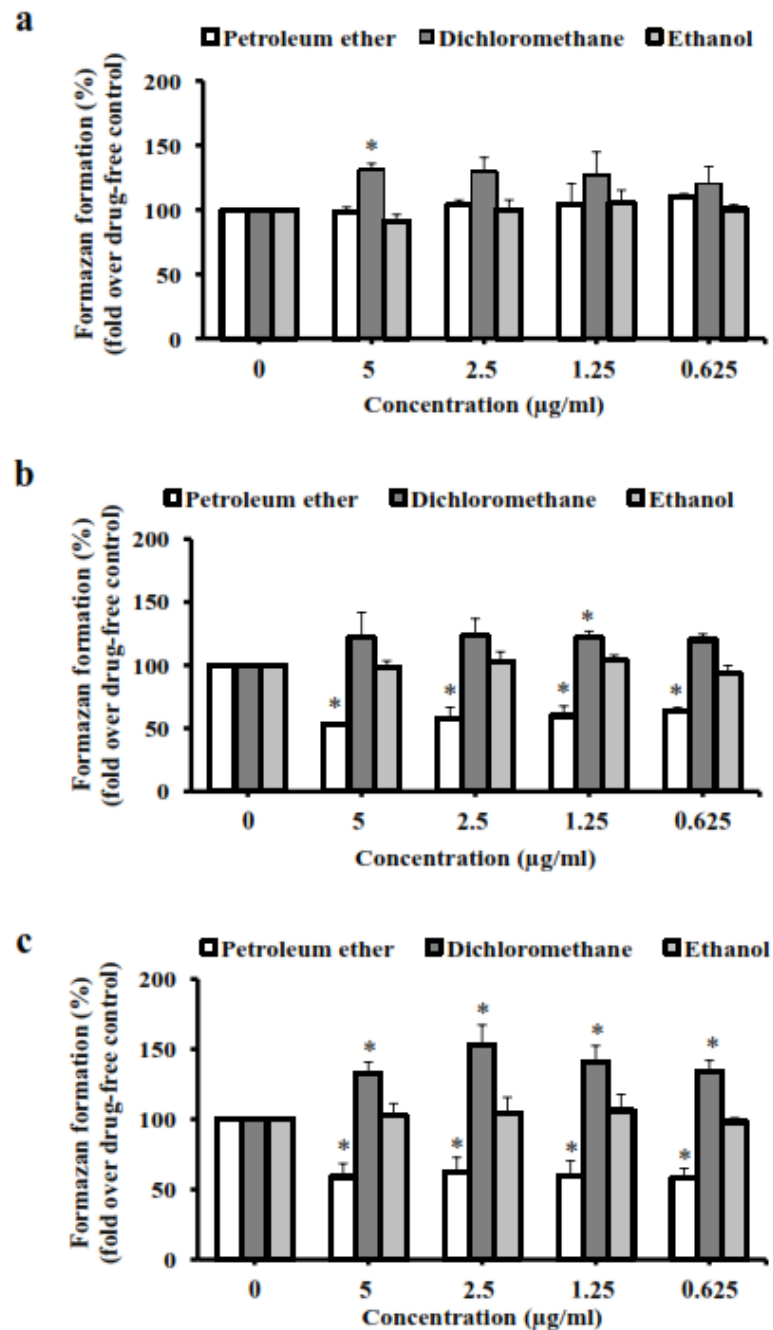 a
Petroleum ether Dichloromethane Ethanol
Formazan formation (%)
(fold over drug-free control)
200
150
100
50
0
*
0 5 2.5 1.25 0.625
Concentration (µg/ml)
b
Petroleum ether Dichloromethane Ethanol
Formazan formation (%)
(fold over drug-free control)
200
150
100
50
0
* * * * *
0 5 2.5 1.25 0.625
Concentration (µg/ml)
c
Petroleum ether Dichloromethane Ethanol
Formazan formation (%)
(fold over drug-free control)
200
150
100
50
0
* * * *
* * * *
0 5 2.5 1.25 0.625
Concentration (µg/ml)